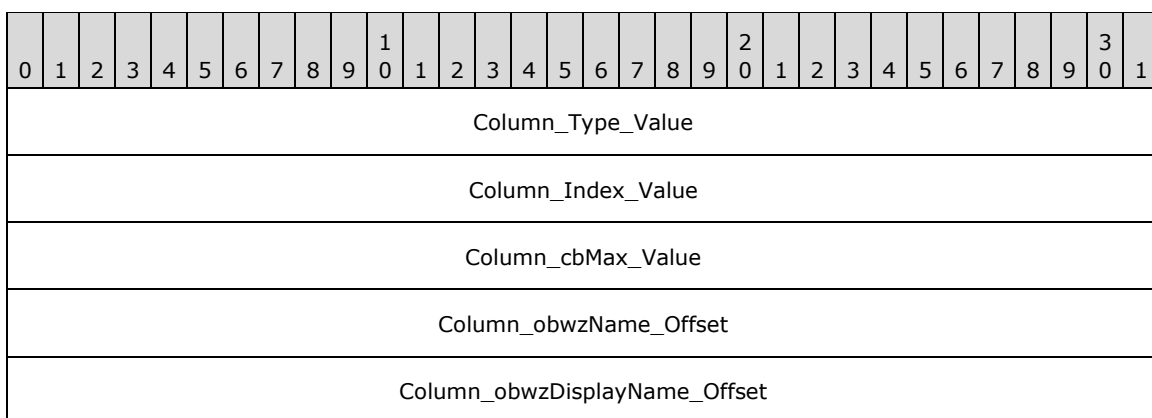 1 2 3
0 1 2 3 4 5 6 7 8 9 0 1 2 3 4 5 6 7 8 9 0 1 2 3 4 5 6 7 8 9 0 1
Column_Type_Value
Column_Index_Value
Column_cbMax_Value
Column_obwzName_Offset
Column_obwzDisplayName_Offset